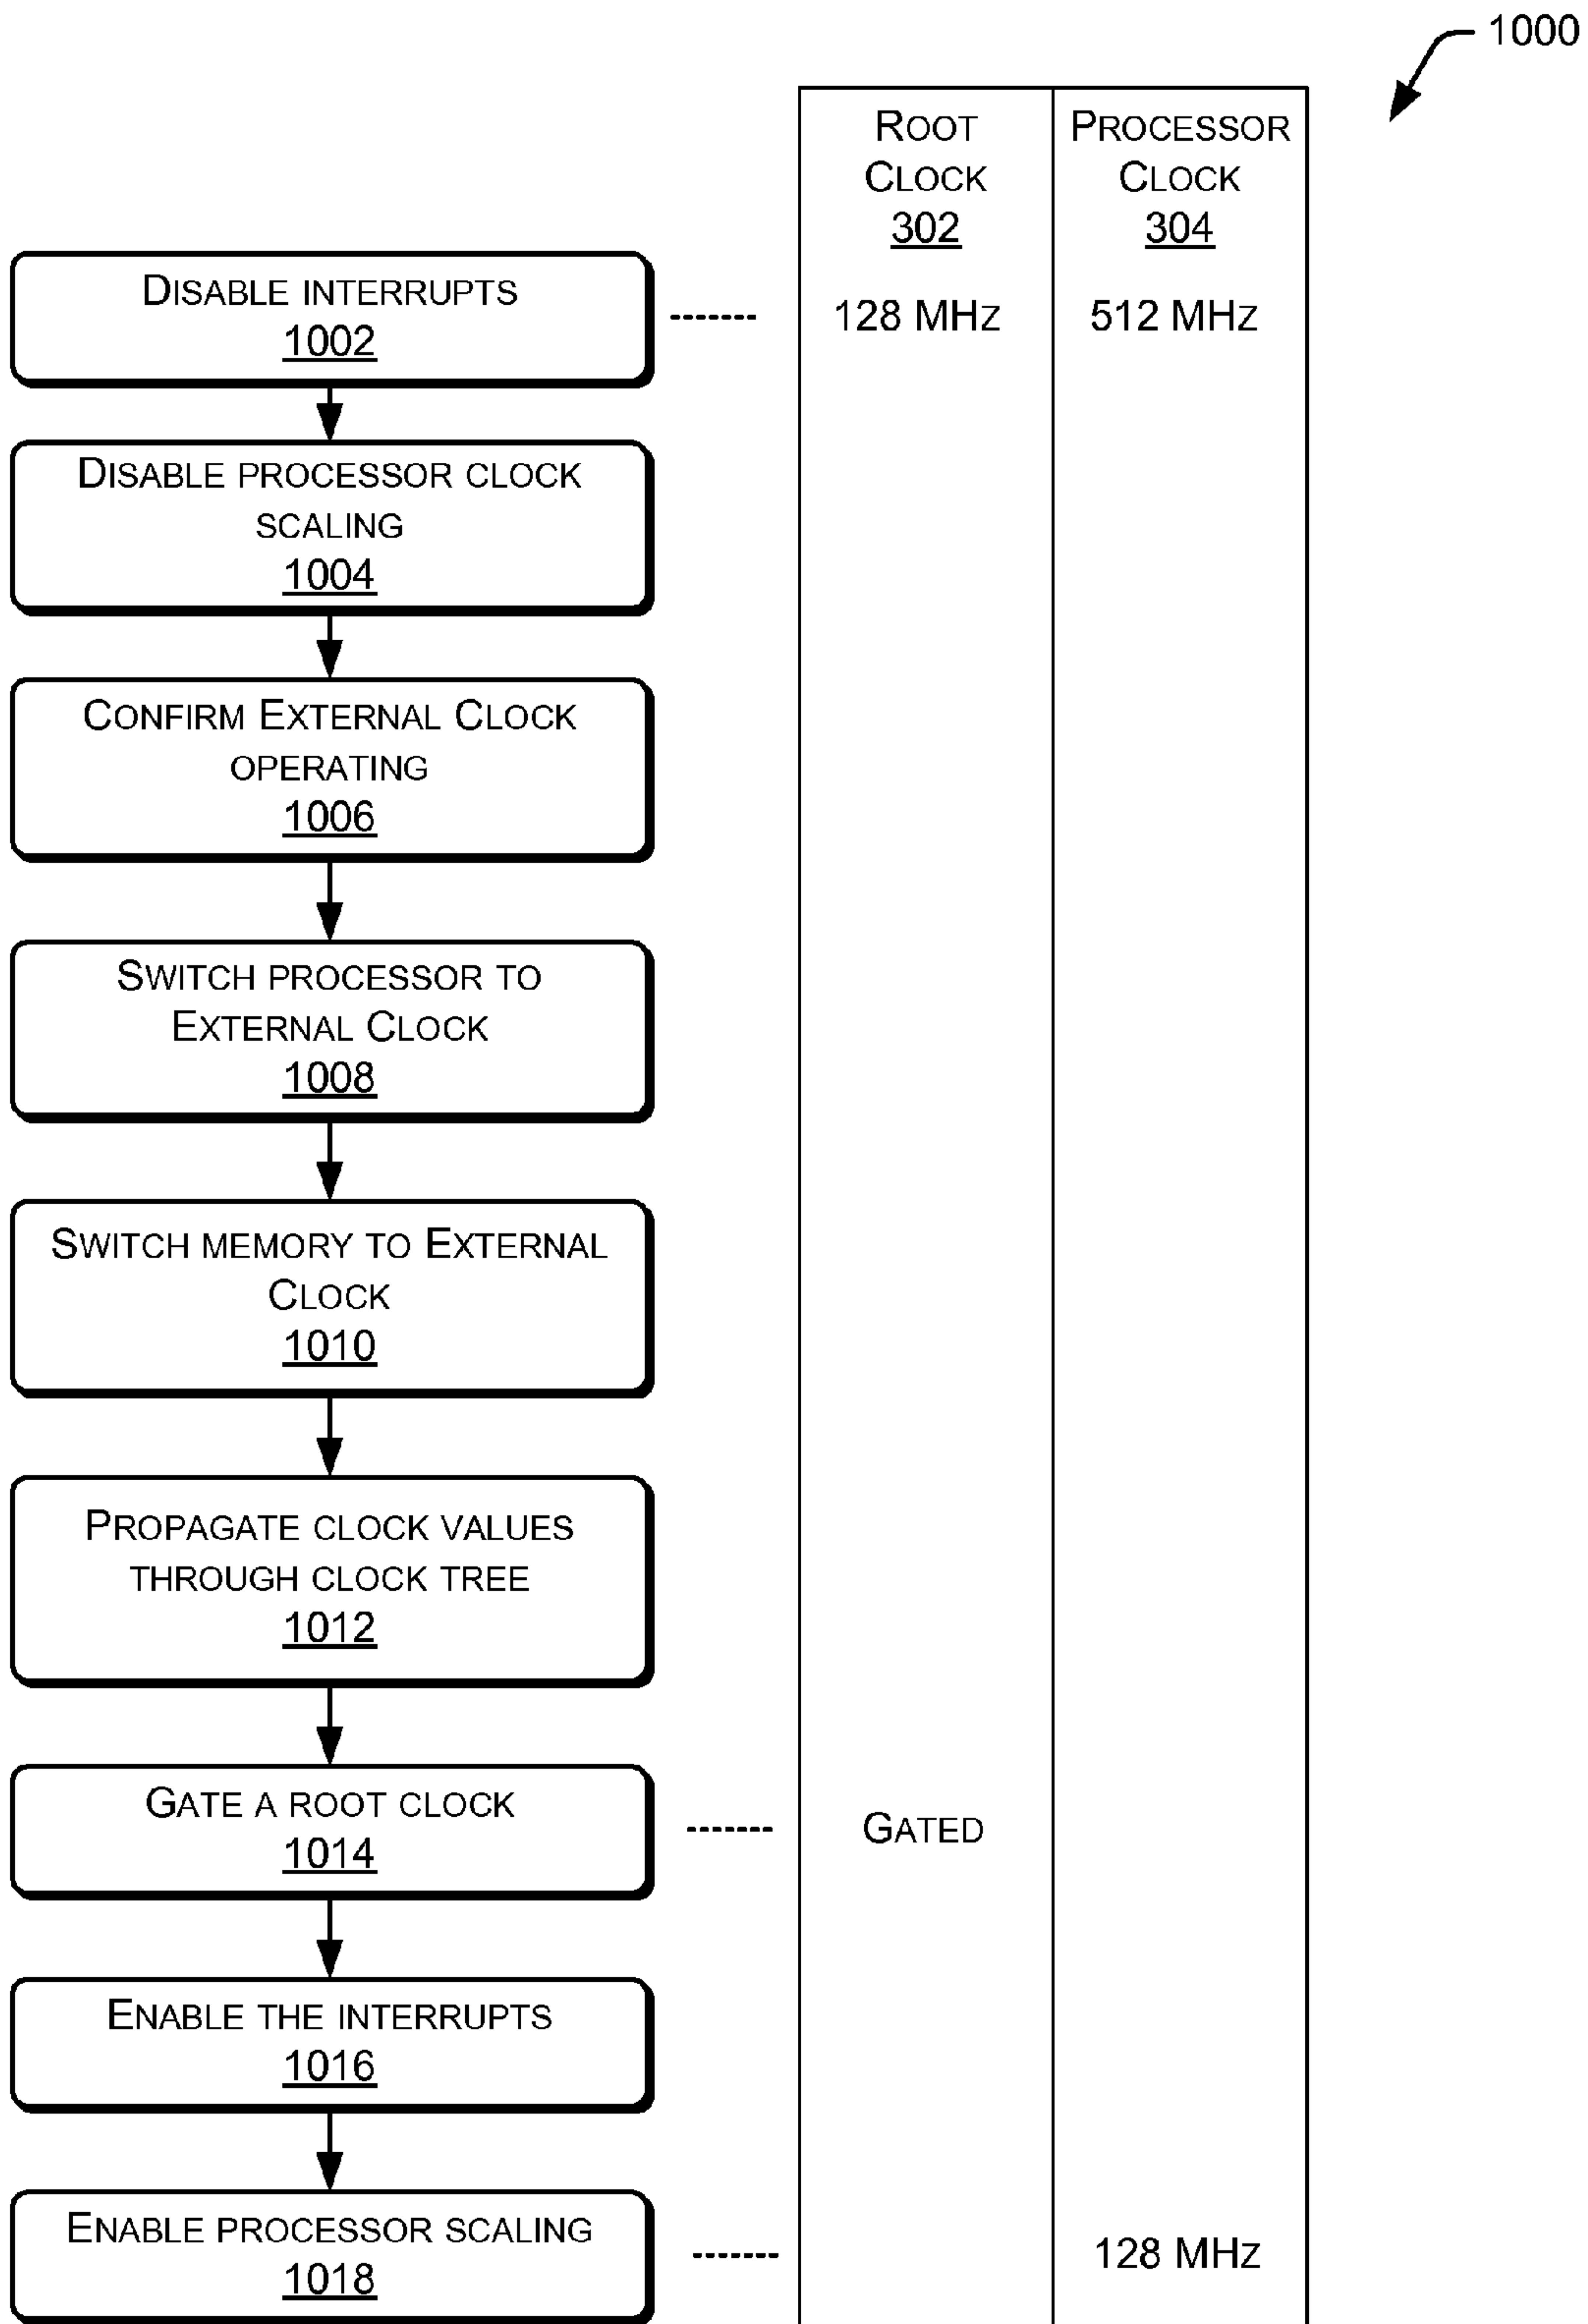 1000
ROOT
CLOCK
302
PROCESSOR
CLOCK
304
DISABLE INTERRUPTS
1002
128 MHZ
512 MHZ
DISABLE PROCESSOR CLOCK
SCALING
1004
CONFIRM EXTERNAL CLOCK
OPERATING
1006
SWITCH PROCESSOR TO
EXTERNAL CLOCK
1008
SWITCH MEMORY TO EXTERNAL
CLOCK
1010
PROPAGATE CLOCK VALUES
THROUGH CLOCK TREE
1012
GATE A ROOT CLOCK
1014
GATED
ENABLE THE INTERRUPTS
1016
ENABLE PROCESSOR SCALING
1018
128 MHZ